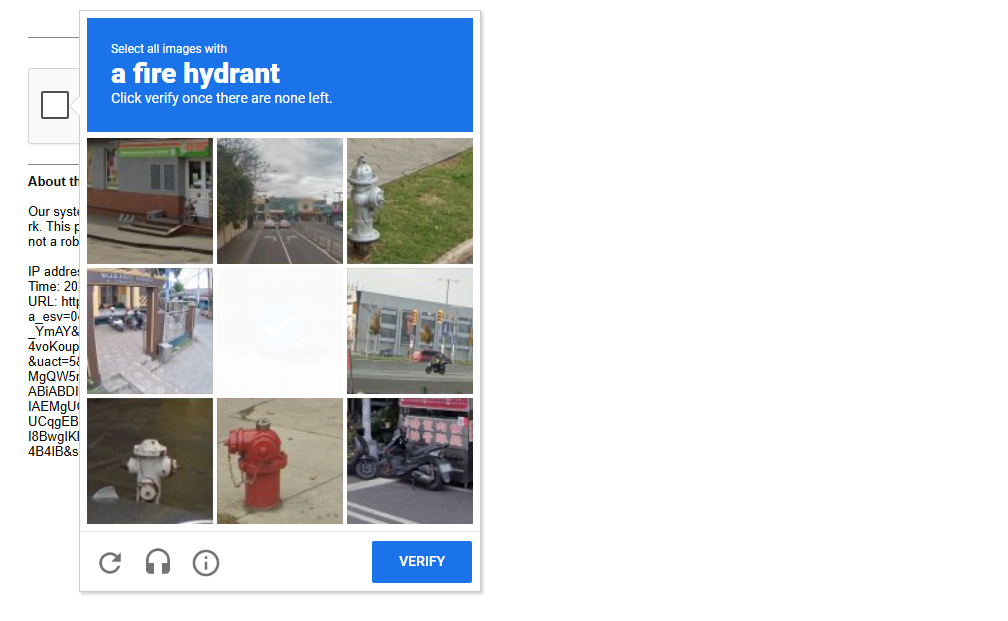 Select all images with
a fire hydrant
Click verify once there are none left.
About th
Our syste
rk. This p
not a rob
IP addres
Time: 20
URL: http
a_esv=0
_YmAY&
4voKoup
&uact=5&
MgQW5r
ABiABDI
IAEMgU
UCqgEB
I8BwgIKI
4B4IB&s
VERIFY